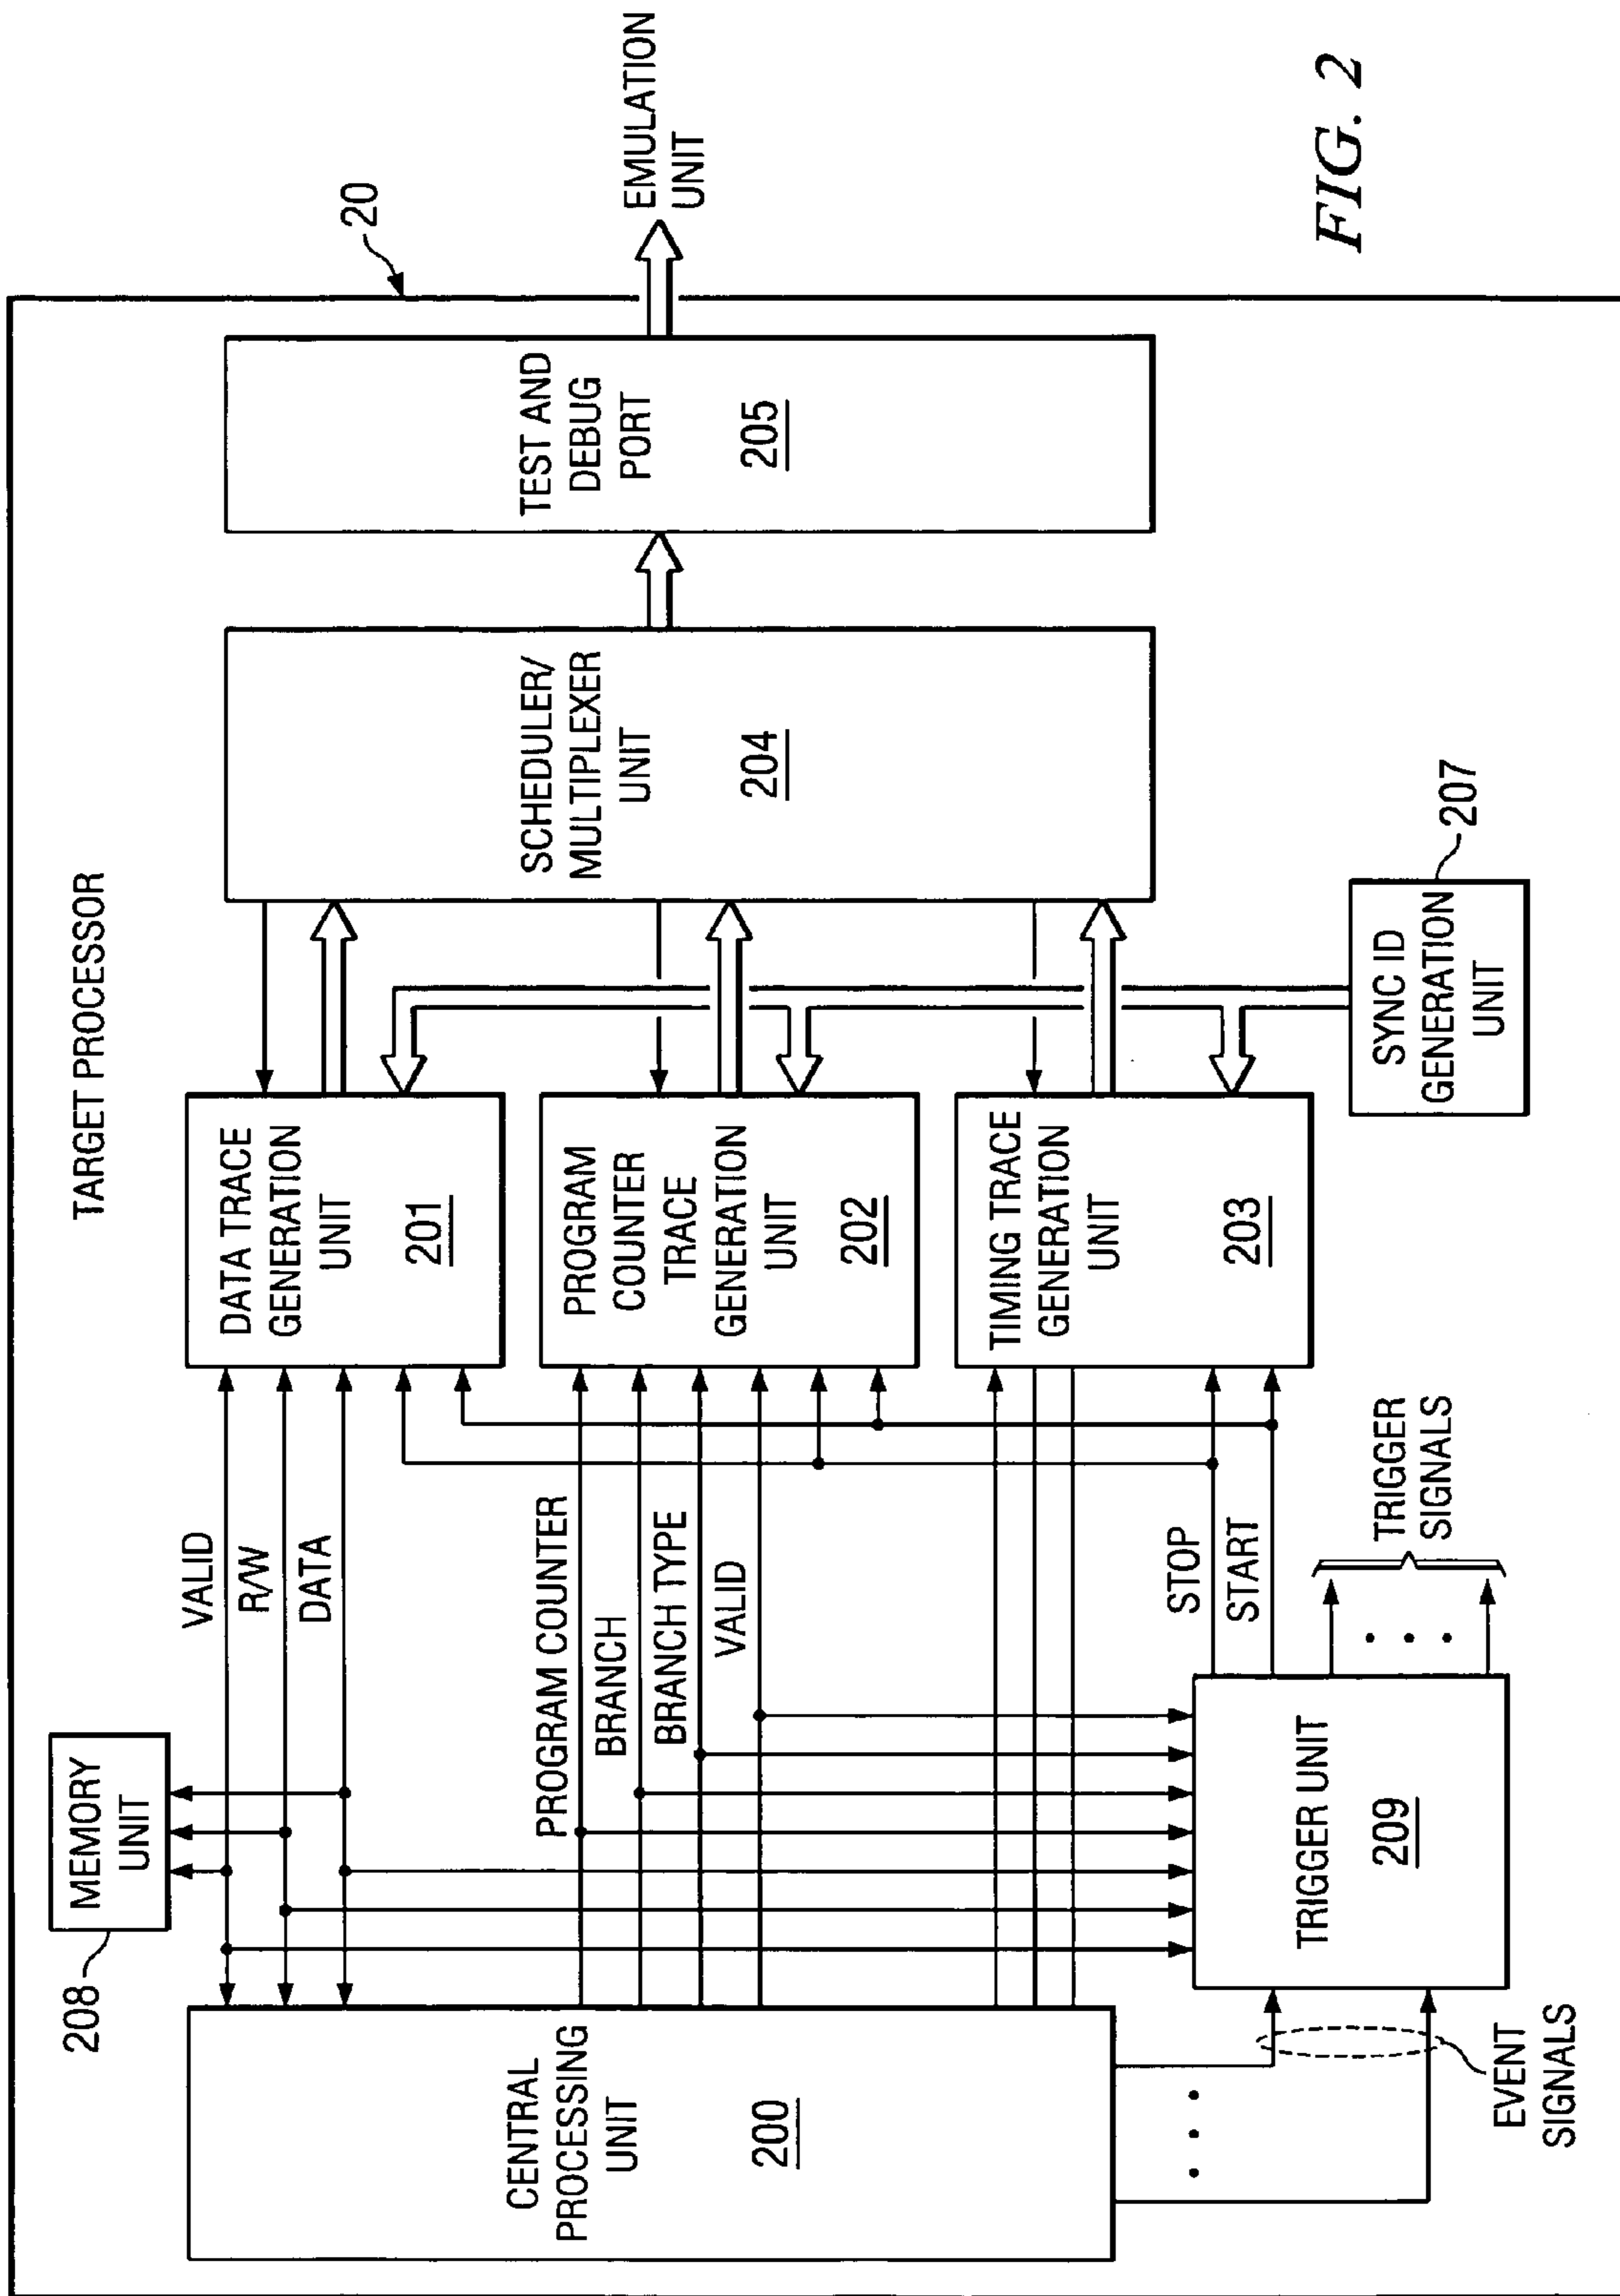 TARGET PROCESSOR
20
208
MEMORY
UNIT
VALID
R/W
DATA
PROGRAM COUNTER
BRANCH
BRANCH TYPE
VALID
CENTRAL
PROCESSING
UNIT
200
DATA TRACE
GENERATION
UNIT
201
PROGRAM
COUNTER
TRACE
GENERATION
UNIT
202
TIMING TRACE
GENERATION
UNIT
203
SCHEDULER/
MULTIPLEXER
UNIT
204
TEST AND
DEBUG
PORT
205
EMULATION
UNIT
STOP
START
TRIGGER UNIT
209
TRIGGER
SIGNALS
EVENT
SIGNALS
SYNC ID
GENERATION
UNIT
207
FIG. 2